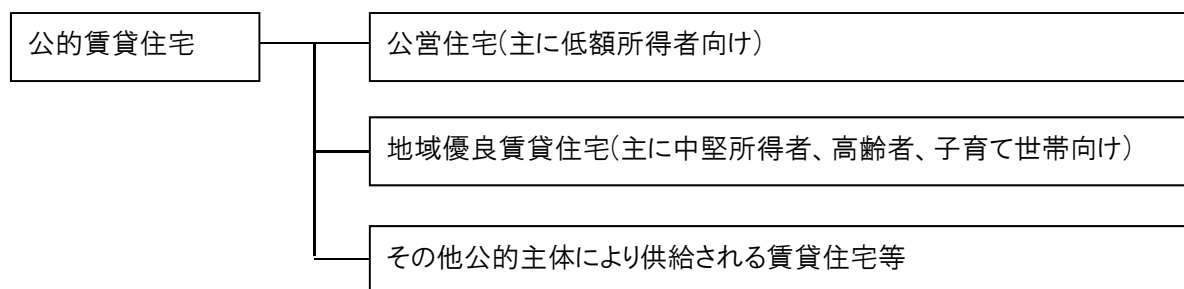 公的賃貸住宅
公営住宅(主に低額所得者向け)
地域優良賃貸住宅(主に中堅所得者、高齢者、子育て世帯向け)
その他公的主体により供給される賃貸住宅等